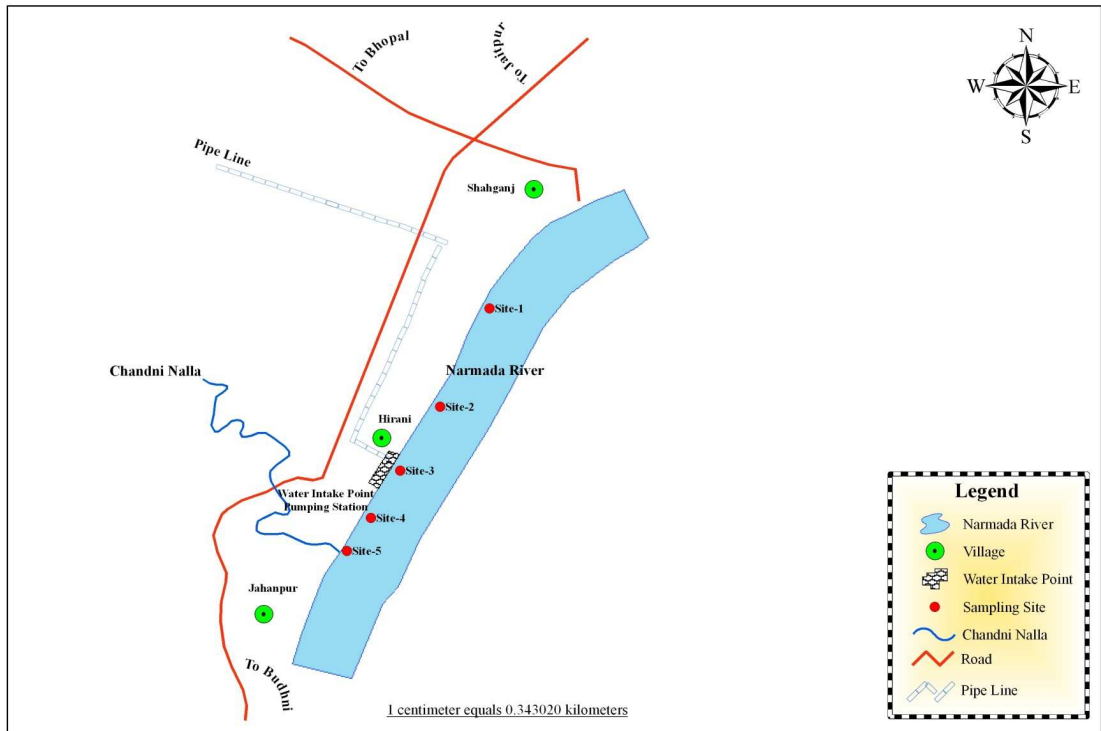 To Bhopal
To Jaitpur
N
W E
S
Pipe Line
Shahganj
Site-1
Chandni Nalla
Narmada River
Site-2
Hirani
Site-3
Water Intake Point
Pumping Station
Site-4
Site-5
Jahanpur
To Budhni
1 centimeter equals 0.343020 kilometers
Legend
Narmada River
Village
Water Intake Point
Sampling Site
Chandni Nalla
Road
Pipe Line